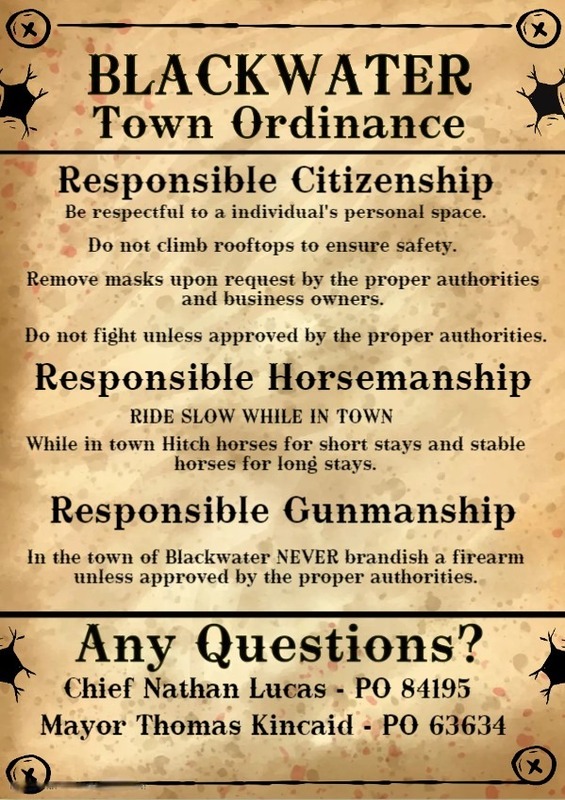 BLACKWATER
Town Ordinance
Responsible Citizenship
Be respectful to a individual's personal space.
Do not climb rooftops to ensure safety.
Remove masks upon request by the proper authorities
and business owners.
Do not fight unless approved by the proper authorities.
Responsible Horsemanship
RIDE SLOW WHILE IN TOWN
While in town Hitch horses for short stays and stable
horses for long stays.
Responsible Gunmanship
In the town of Blackwater NEVER brandish a firearm
unless approved by the proper authorities.
Any Questions?
Chief Nathan Lucas - PO 84195
Mayor Thomas Kincaid - PO 63634